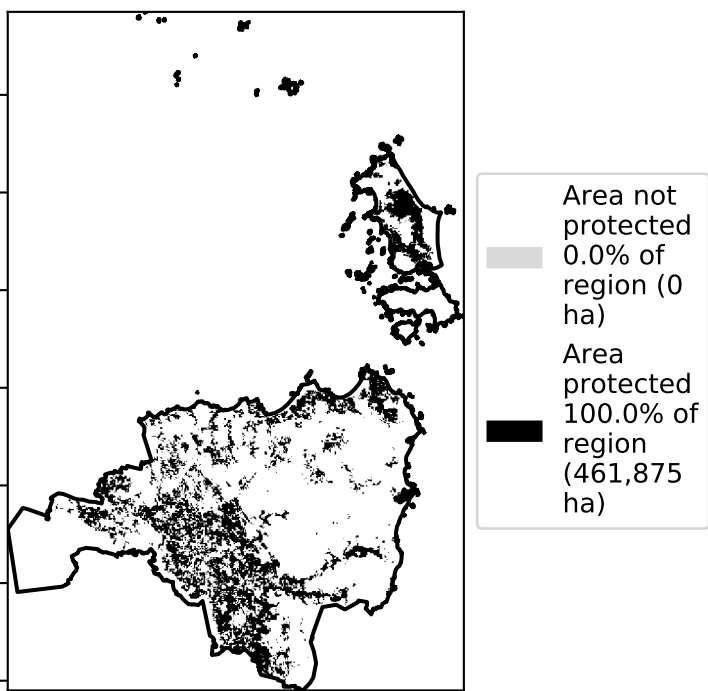 Area not
protected
0.0% of
region (0
ha)
Area
protected
100.0% of
region
(461,875
ha)